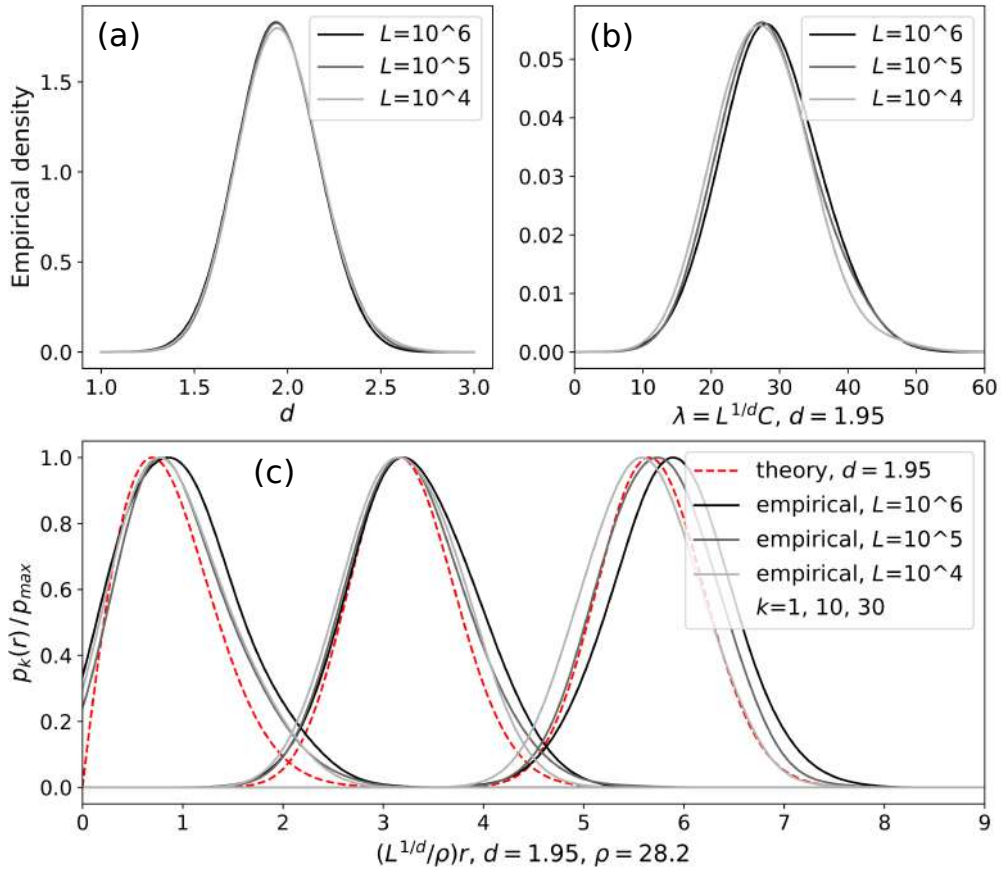 (a)
L=10^6
L=10^5
L=10^4
Empirical density
1.5
1.0
0.5
0.0
1.0 1.5 2.0 2.5 3.0
d
(b)
L=10^6
L=10^5
L=10^4
0.05
0.04
0.03
0.02
0.01
0.00
0 10 20 30 40 50 60
λ = L^{1/d}C, d = 1.95
(c)
theory, d = 1.95
empirical, L=10^6
empirical, L=10^5
empirical, L=10^4
k=1, 10, 30
p_k(r) / p_{max}
1.0
0.8
0.6
0.4
0.2
0.0
0 1 2 3 4 5 6 7 8 9
(L^{1/d}/ρ)r, d = 1.95, ρ = 28.2